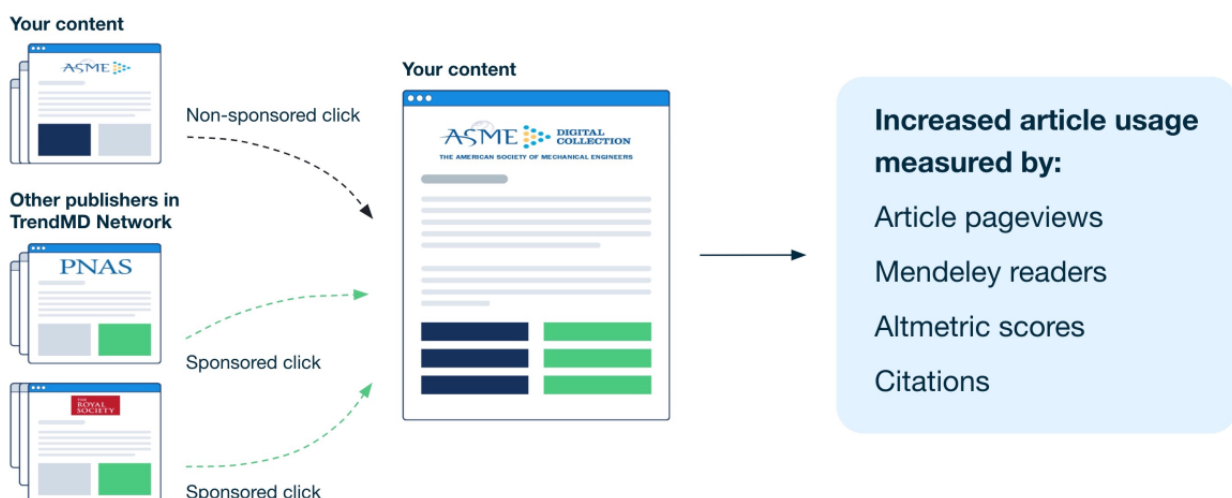 Your content
ASME
Non-sponsored click
Other publishers in
TrendMD Network
PNAS
Sponsored click
THE
ROYAL
SOCIETY
Sponsored click
Your content
ASME DIGITAL
COLLECTION
THE AMERICAN SOCIETY OF MECHANICAL ENGINEERS
Increased article usage
measured by:
Article pageviews
Mendeley readers
Altmetric scores
Citations